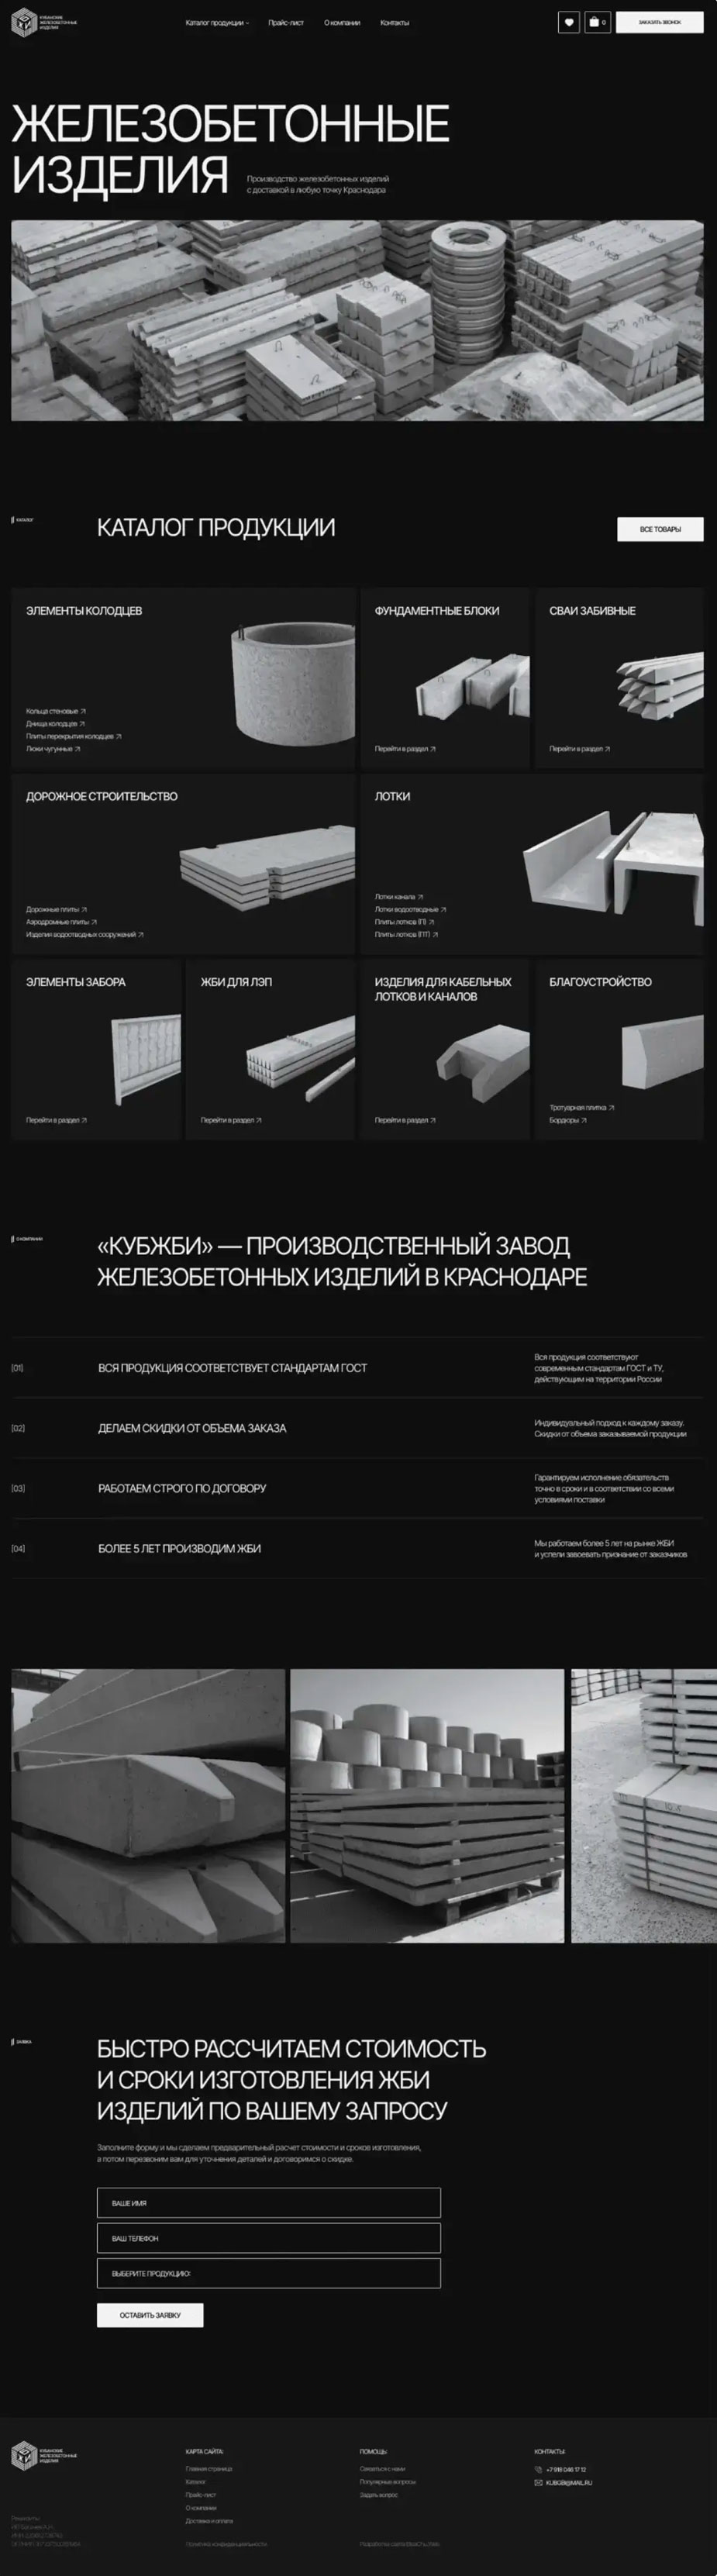 КУБАНСКИЕ
ЖЕЛЕЗОБЕТОННЫЕ
ИЗДЕЛИЯ
Каталог продукции
Прайс-лист
О компании
Контакты
0
ЗАКАЗАТЬ ЗВОНОК
ЖЕЛЕЗОБЕТОННЫЕ
ИЗДЕЛИЯ
Производство железобетонных изделий
с доставкой в любую точку Краснодара
КАТАЛОГ
КАТАЛОГ ПРОДУКЦИИ
ВСЕ ТОВАРЫ
ЭЛЕМЕНТЫ КОЛОДЦЕВ
Кольца стеновые
Днища колодцев
Плиты перекрытия колодцев
Люки чугунные
ФУНДАМЕНТНЫЕ БЛОКИ
Перейти в раздел
СВАИ ЗАБИВНЫЕ
Перейти в раздел
ДОРОЖНОЕ СТРОИТЕЛЬСТВО
Дорожные плиты
Аэродромные плиты
Изделия водоотводных сооружений
ЛОТКИ
Лотки канала
Лотки водоотводные
Плиты лотков (П)
Плиты лотков (ПТ)
ЭЛЕМЕНТЫ ЗАБОРА
Перейти в раздел
ЖБИ ДЛЯ ЛЭП
Перейти в раздел
ИЗДЕЛИЯ ДЛЯ КАБЕЛЬНЫХ
ЛОТКОВ И КАНАЛОВ
Перейти в раздел
БЛАГОУСТРОЙСТВО
Тротуарная плитка
Бордюры
О КОМПАНИИ
«КУБЖБИ» — ПРОИЗВОДСТВЕННЫЙ ЗАВОД
ЖЕЛЕЗОБЕТОННЫХ ИЗДЕЛИЙ В КРАСНОДАРЕ
[01]
ВСЯ ПРОДУКЦИЯ СООТВЕТСТВУЕТ СТАНДАРТАМ ГОСТ
Вся продукция соответствуют
современным стандартам ГОСТ и ТУ,
действующим на территории России
[02]
ДЕЛАЕМ СКИДКИ ОТ ОБЪЕМА ЗАКАЗА
Индивидуальный подход к каждому заказу.
Скидки от объема заказываемой продукции
[03]
РАБОТАЕМ СТРОГО ПО ДОГОВОРУ
Гарантируем исполнение обязательств
точно в сроки и в соответствии со всеми
условиями поставки
[04]
БОЛЕЕ 5 ЛЕТ ПРОИЗВОДИМ ЖБИ
Мы работаем более 5 лет на рынке ЖБИ
и успели завоевать признание от заказчиков
ЗАЯВКА
БЫСТРО РАССЧИТАЕМ СТОИМОСТЬ
И СРОКИ ИЗГОТОВЛЕНИЯ ЖБИ
ИЗДЕЛИЙ ПО ВАШЕМУ ЗАПРОСУ
Заполните форму и мы сделаем предварительный расчет стоимости и сроков изготовления,
а потом перезвоним вам для уточнения деталей и договоримся о скидке.
ВАШЕ ИМЯ
ВАШ ТЕЛЕФОН
ВЫБЕРИТЕ ПРОДУКЦИЮ:
ОСТАВИТЬ ЗАЯВКУ
КУБАНСКИЕ
ЖЕЛЕЗОБЕТОННЫЕ
ИЗДЕЛИЯ
КАРТА САЙТА:
Главная страница
Каталог
Прайс-лист
О компании
Доставка и оплата
Политика конфиденциальности
ПОМОЩЬ:
Связаться с нами
Популярные вопросы
Задать вопрос
Разработка сайта
КОНТАКТЫ:
+7 918 046 17 12
KUBGBI@MAIL.RU
Реквизиты: